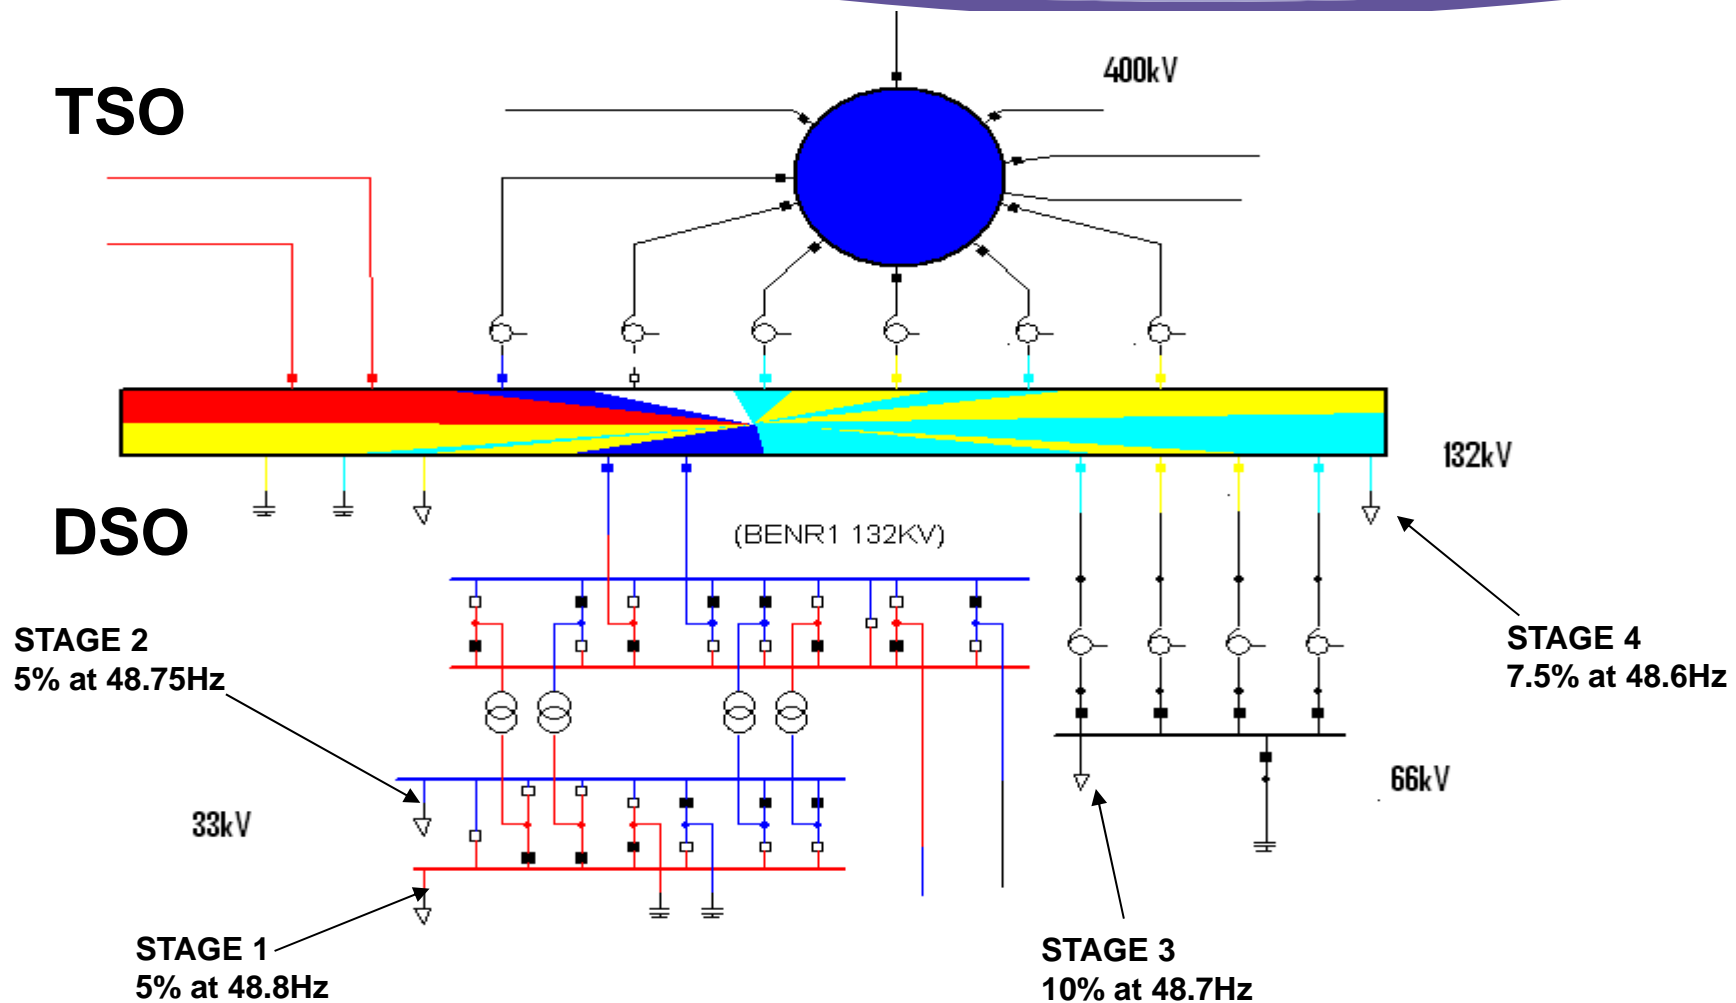 400kV
TSO
132kV
DSO
(BENR1 132KV)
STAGE 2
5% at 48.75Hz
STAGE 4
7.5% at 48.6Hz
66kV
33kV
STAGE 1
5% at 48.8Hz
STAGE 3
10% at 48.7Hz